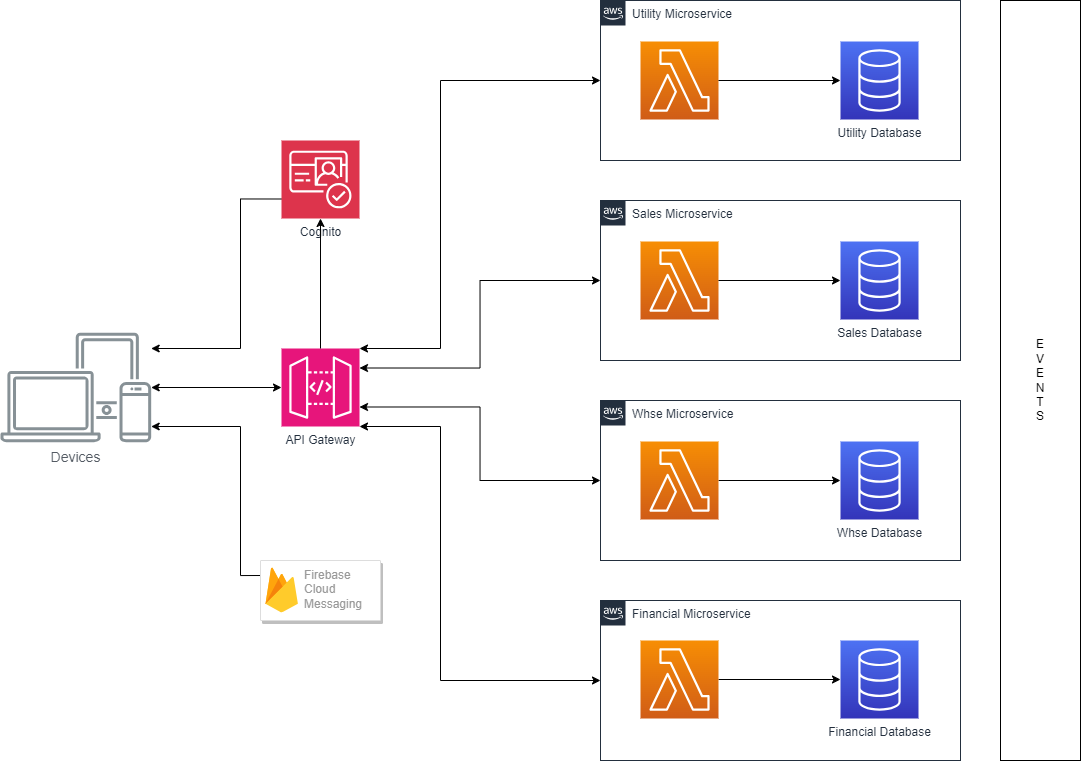 aws Utility Microservice
Utility Database
Cognito
aws Sales Microservice
Sales Database
</>
API Gateway
Devices
aws Whse Microservice
Whse Database
Firebase
Cloud
Messaging
aws Financial Microservice
Financial Database
E
V
E
N
T
S